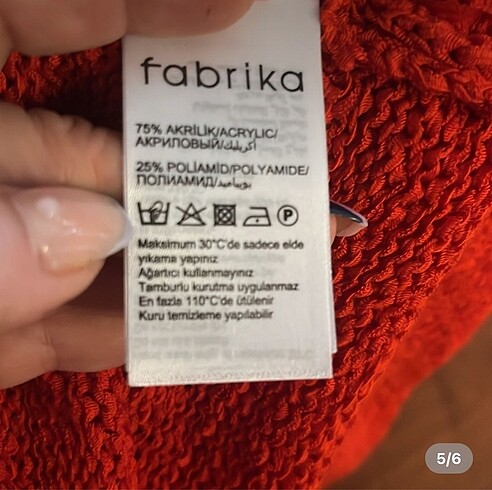 fabrika
75% AKRİLİK/ACRYLIC/
АКРИЛОВЫЙ/أكريليك
25% POLİAMİD/POLYAMIDE/
ПОЛИАМИД/
P
Maksimum 30°C'de sadece elde
yıkama yapınız
Ağartıcı kullanmayınız
Tamburlu kurutma uygulanmaz
En fazla 110°C'de ütülenir
Kuru temizleme yapılabilir
5/6